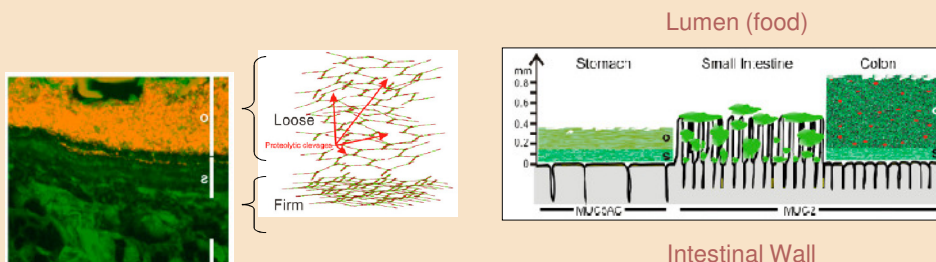 Lumen (food)
Stomach
Small Intestine
Colon
mm
0.8
0.6
0.4
0.2
0
o
s
MUC5AC
MUC2
Intestinal Wall
Loose
Proteolytic clevages
Firm
o
s